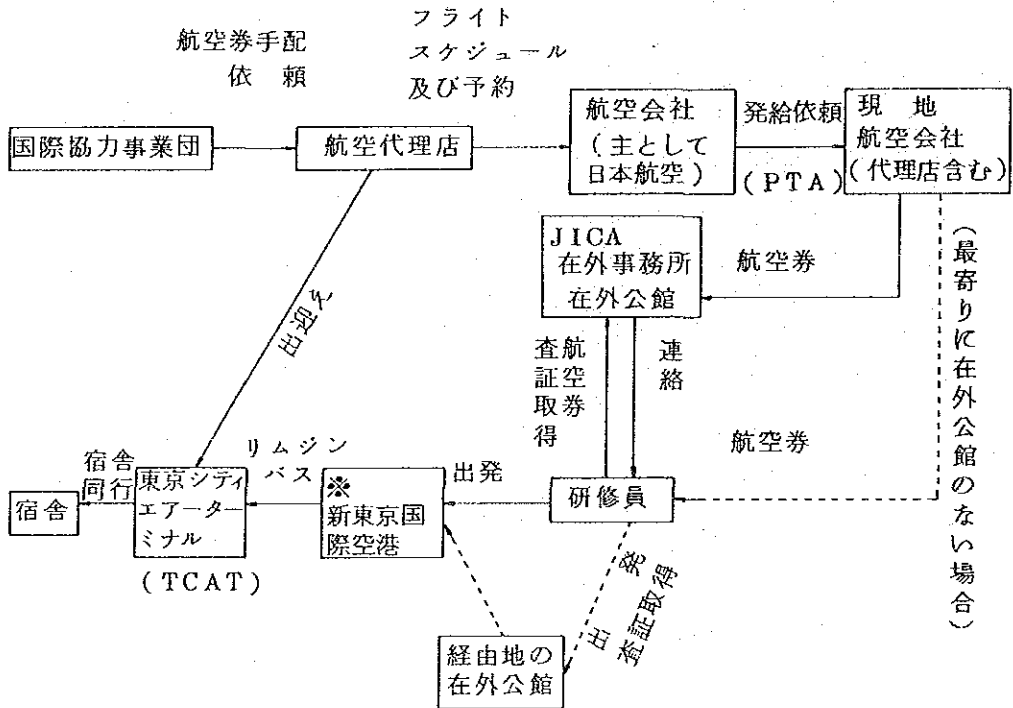 航空券手配
依頼
フライト
スケジュール
及び予約
国際協力事業団
航空代理店
航空会社
(主として
日本航空)
発給依頼
(PTA)
現地
航空会社
(代理店含む)
JICA
在外事務所
在外公館
航空券
(最寄りに在外公館のない場合)
出迎え
航空券
査証取得
連絡
航空券
宿舎
同行
リムジン
バス
出発
宿舎
東京シティ
エアーター
ミナル
(TCAT)
※
新東京国
際空港
研修員
出発
査証取得
経由地の
在外公館